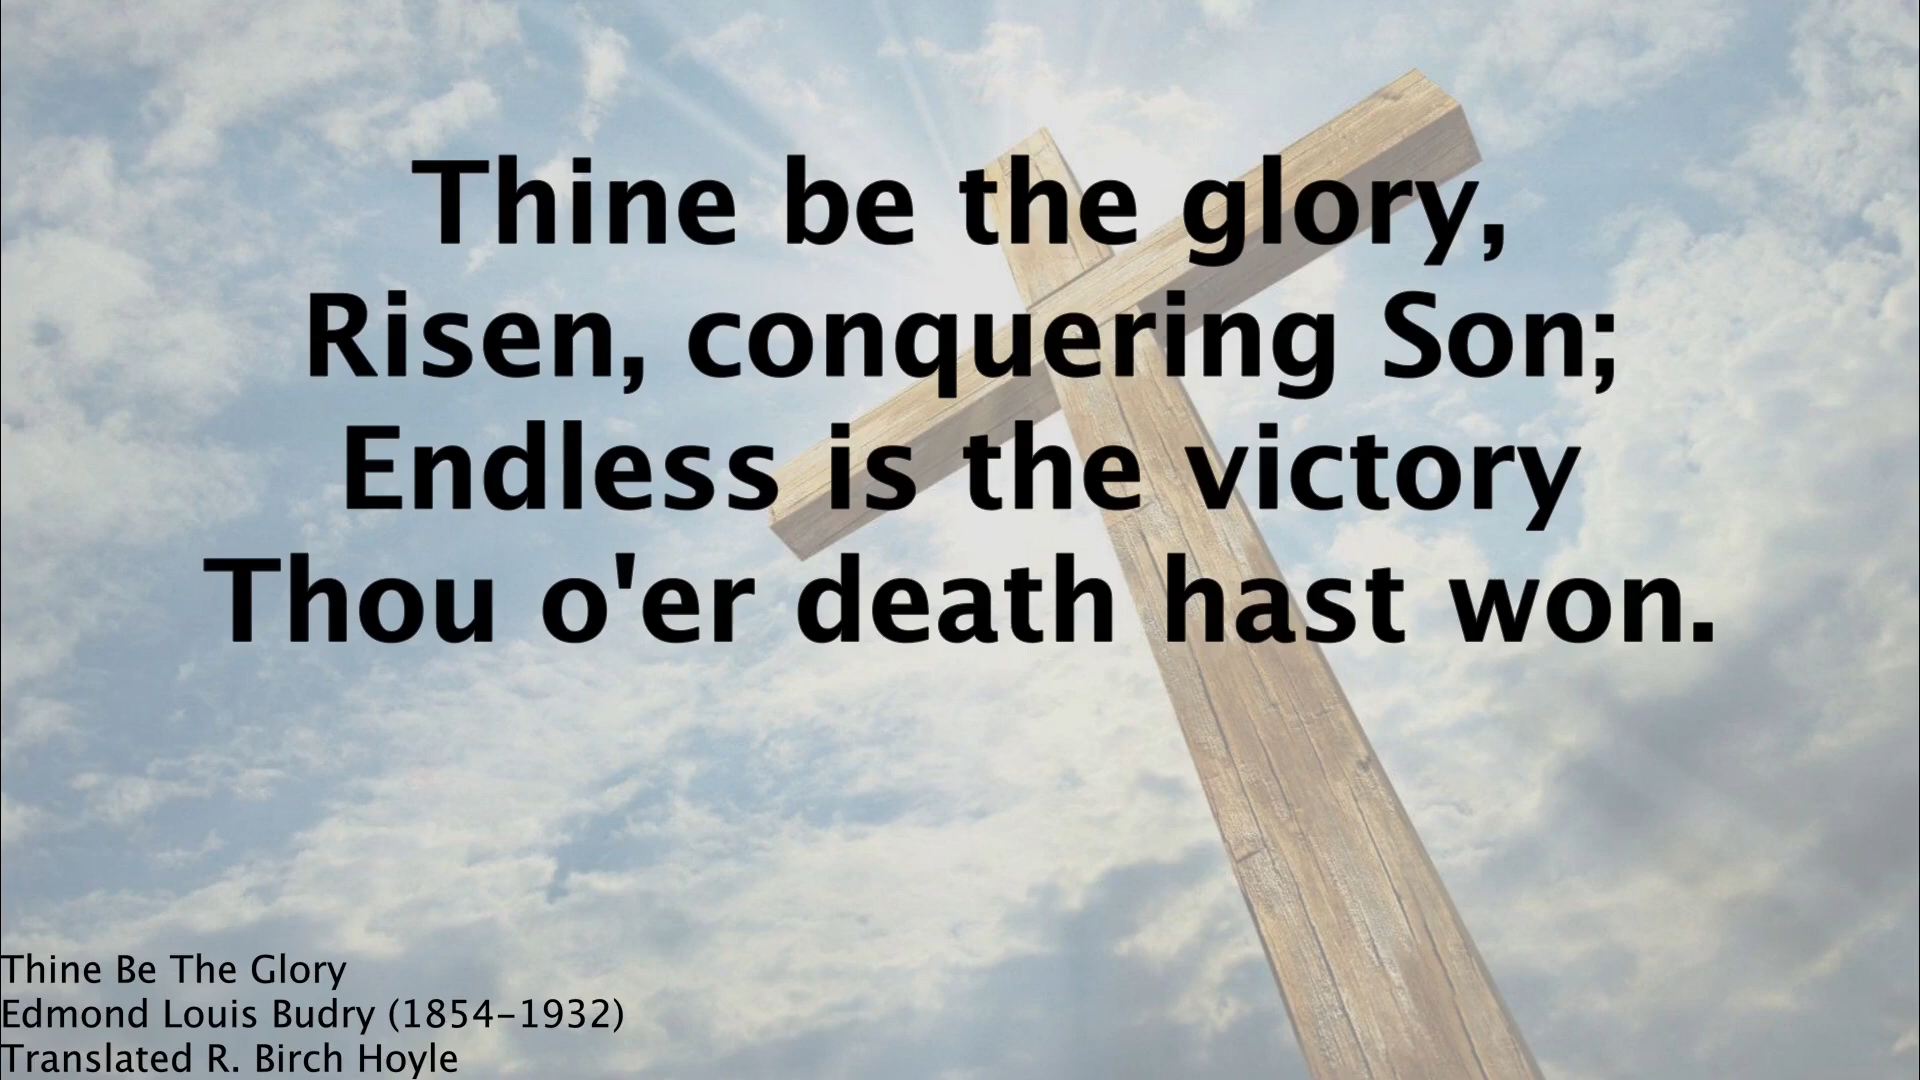 Thine be the glory,
Risen, conquering Son;
Endless is the victory
Thou o'er death hast won.
Thine Be The Glory
Edmond Louis Budry (1854-1932)
Translated R. Birch Hoyle